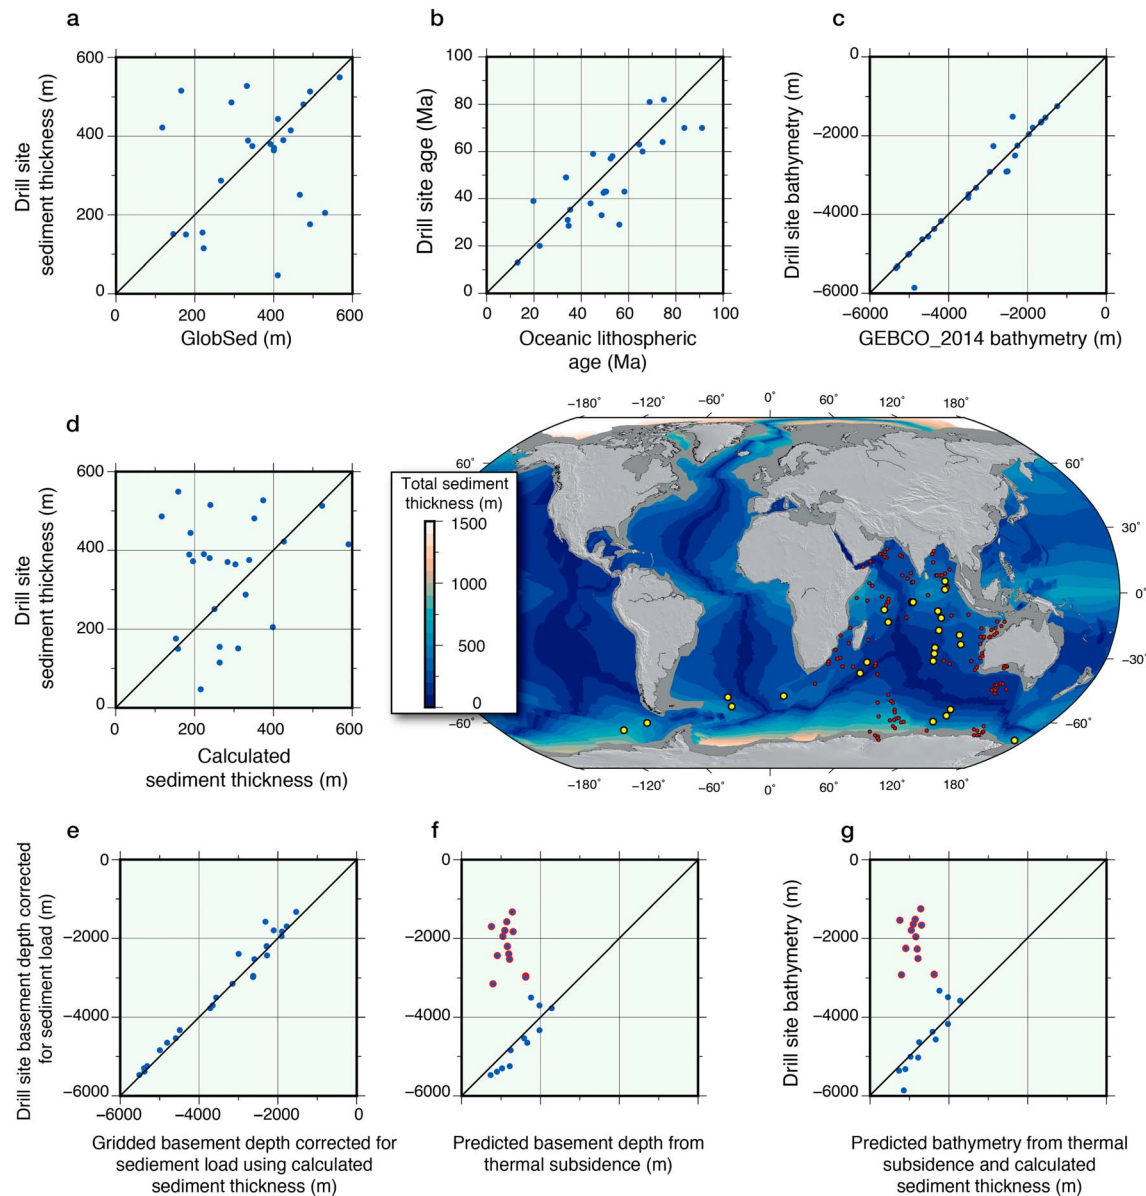 a
600
400
200
0
0
200
400
600
Drill site
sediment thickness (m)
GlobSed (m)
b
100
80
60
40
20
0
0
20
40
60
80
100
Drill site age (Ma)
Oceanic lithospheric
age (Ma)
c
0
−2000
−4000
−6000
−6000
−4000
−2000
0
Drill site bathymetry (m)
GEBCO_2014 bathymetry (m)
d
600
400
200
0
0
200
400
600
Drill site
sediment thickness (m)
Calculated
sediment thickness (m)
−180°
−120°
−60°
0°
60°
120°
180°
60°
60°
30°
0°
−30°
−60°
−60°
−180°
−120°
−60°
0°
60°
120°
180°
Total sediment
thickness (m)
1500
1000
500
0
e
0
−2000
−4000
−6000
−6000
−4000
−2000
0
Drill site basement depth corrected
for sediment load (m)
Gridded basement depth corrected for
sediement load using calculated
sediment thickness (m)
f
0
−2000
−4000
−6000
Predicted basement depth from
thermal subsidence (m)
g
0
−2000
−4000
−6000
Drill site bathymetry (m)
Predicted bathymetry from thermal
subsidence and calculated
sediment thickness (m)